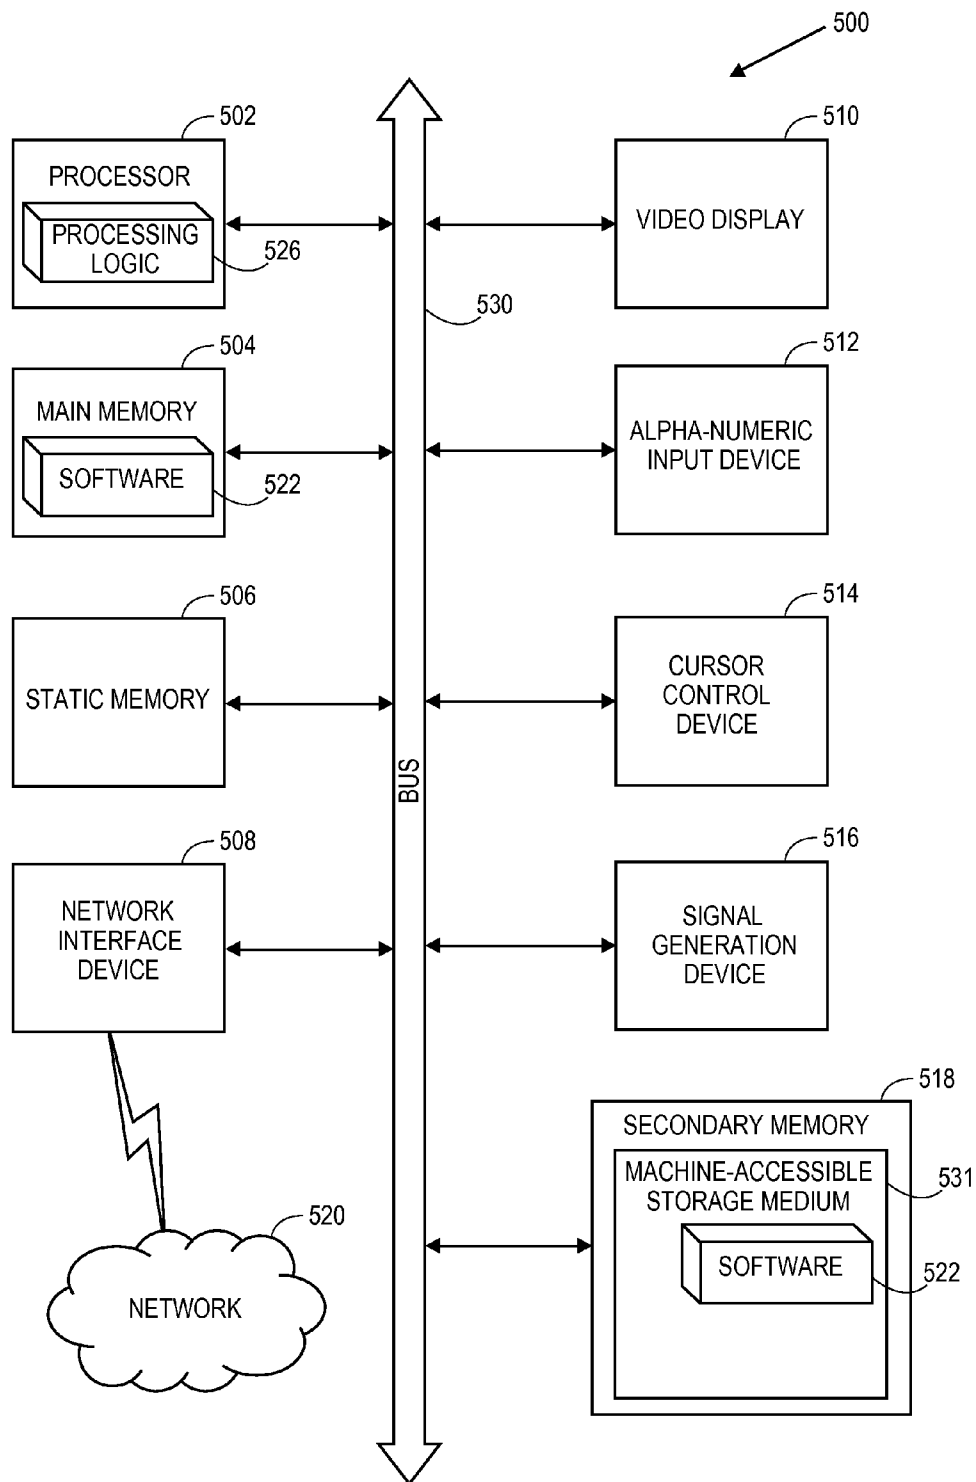 500
502
PROCESSOR
PROCESSING
LOGIC
526
510
VIDEO DISPLAY
530
504
MAIN MEMORY
SOFTWARE
522
512
ALPHA-NUMERIC
INPUT DEVICE
506
STATIC MEMORY
514
CURSOR
CONTROL
DEVICE
BUS
508
NETWORK
INTERFACE
DEVICE
516
SIGNAL
GENERATION
DEVICE
518
SECONDARY MEMORY
MACHINE-ACCESSIBLE
STORAGE MEDIUM
531
SOFTWARE
522
520
NETWORK